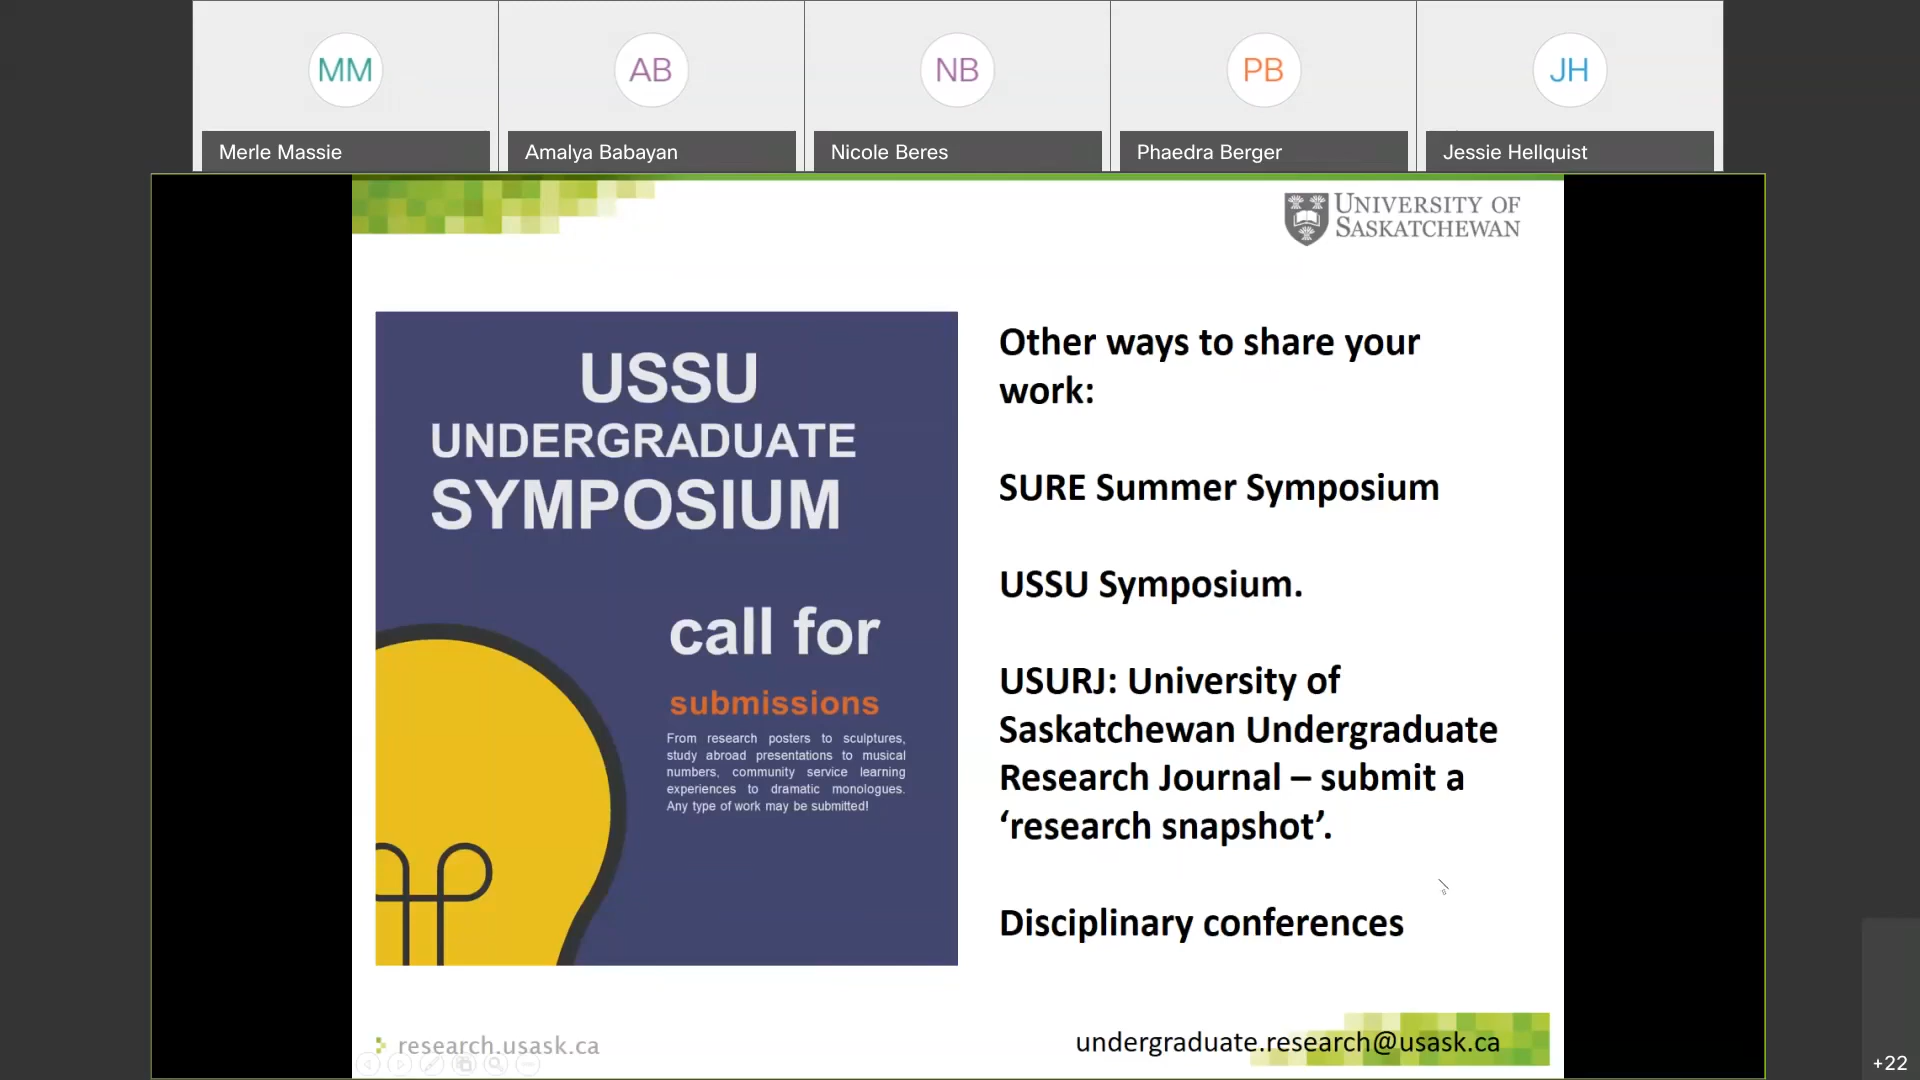 MM
AB
NB
PB
JH
Merle Massie
Amalya Babayan
Nicole Beres
Phaedra Berger
Jessie Hellquist
UNIVERSITY OF
SASKATCHEWAN
USSU
UNDERGRADUATE
SYMPOSIUM
call for
submissions
From research posters to sculptures,
study abroad presentations to musical
numbers, community service learning
experiences to dramatic monologues.
Any type of work may be submitted!
Other ways to share your
work:
SURE Summer Symposium
USSU Symposium.
USURJ: University of
Saskatchewan Undergraduate
Research Journal – submit a
‘research snapshot’.
Disciplinary conferences
research.usask.ca
undergraduate.research@usask.ca
+22